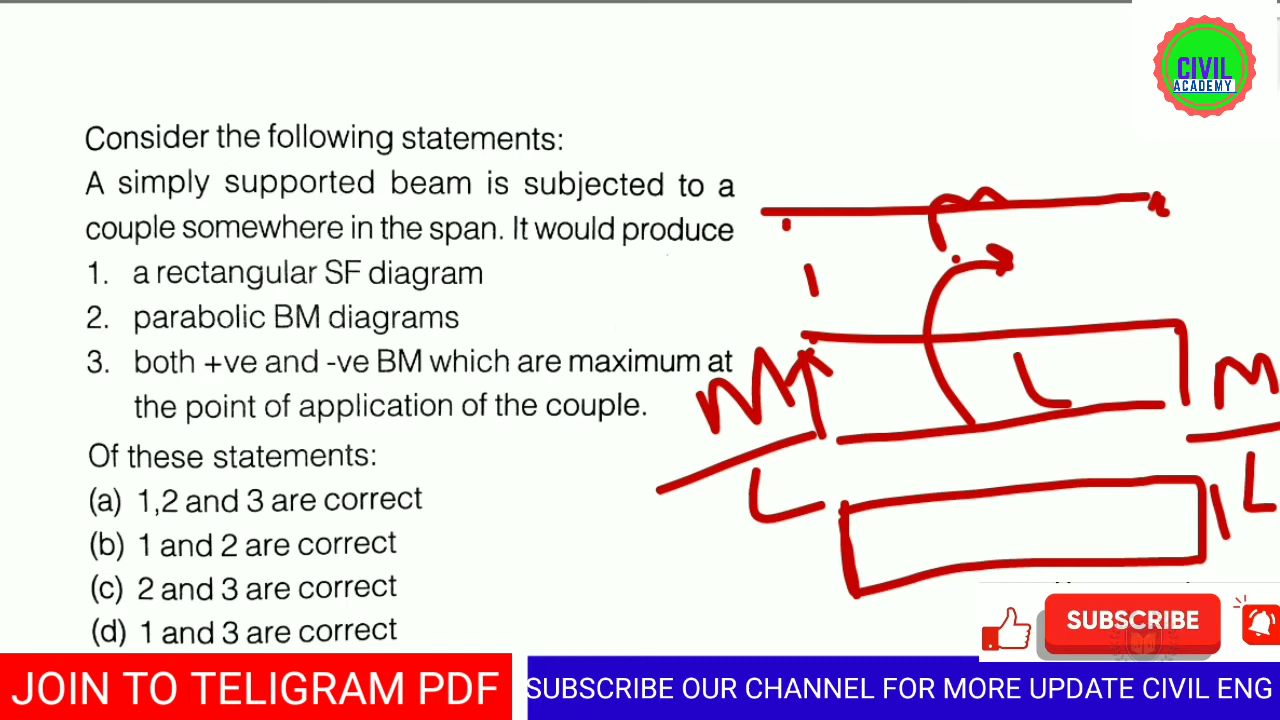 CIVIL
ACADEMY
Consider the following statements:
A simply supported beam is subjected to a
couple somewhere in the span. It would produce
1. a rectangular SF diagram
2. parabolic BM diagrams
3. both +ve and -ve BM which are maximum at
the point of application of the couple.
Of these statements:
(a) 1,2 and 3 are correct
(b) 1 and 2 are correct
(c) 2 and 3 are correct
(d) 1 and 3 are correct
M
L
L
M
L
SUBSCRIBE
JOIN TO TELIGRAM PDF
SUBSCRIBE OUR CHANNEL FOR MORE UPDATE CIVIL ENG